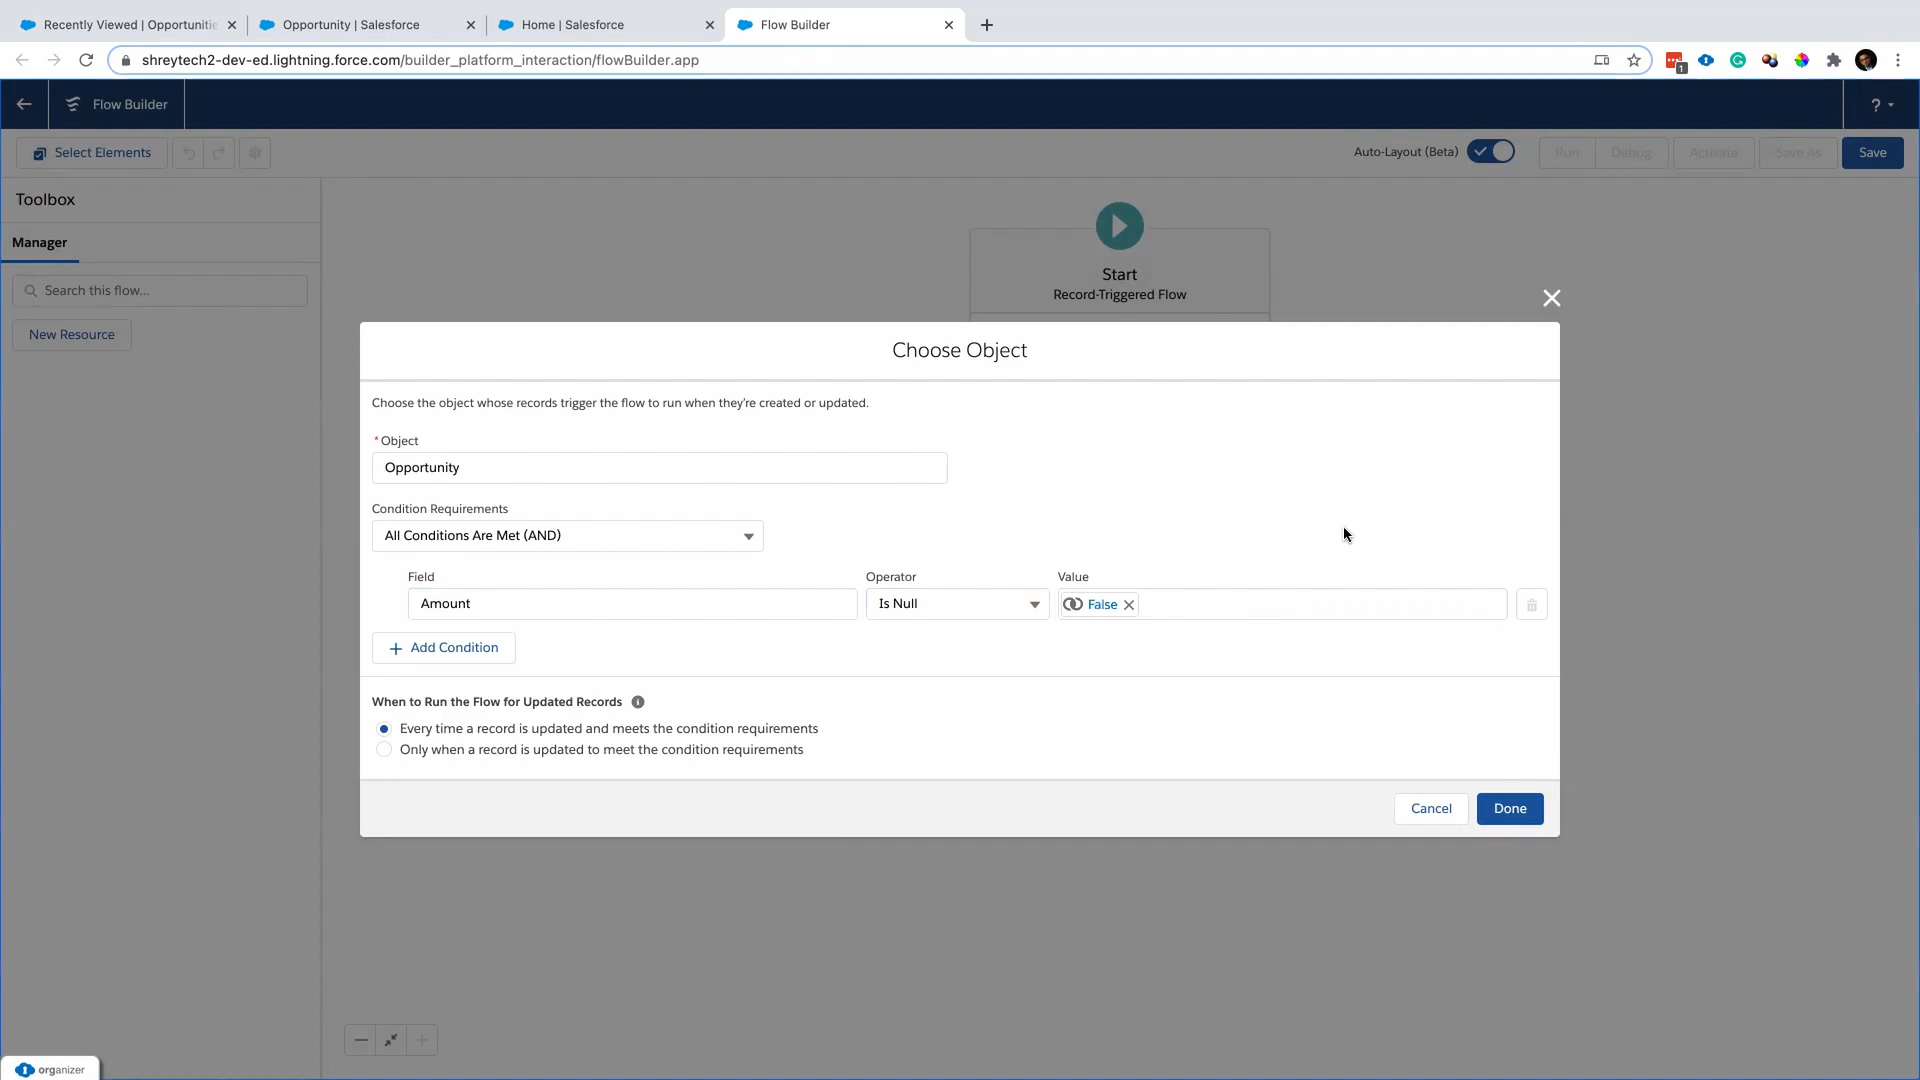 Recently Viewed | Opportunitie
Opportunity | Salesforce
Home | Salesforce
Flow Builder
shreytech2-dev-ed.lightning.force.com/builder_platform_interaction/flowBuilder.app
1
Flow Builder
?
Select Elements
Auto-Layout (Beta)
Run
Debug
Activate
Save As
Save
Toolbox
Manager
Search this flow...
New Resource
Start
Record-Triggered Flow
Choose Object
Choose the object whose records trigger the flow to run when they're created or updated.
*Object
Opportunity
Condition Requirements
All Conditions Are Met (AND)
Field
Operator
Value
Amount
Is Null
False
+ Add Condition
When to Run the Flow for Updated Records
Every time a record is updated and meets the condition requirements
Only when a record is updated to meet the condition requirements
Cancel
Done
organizer